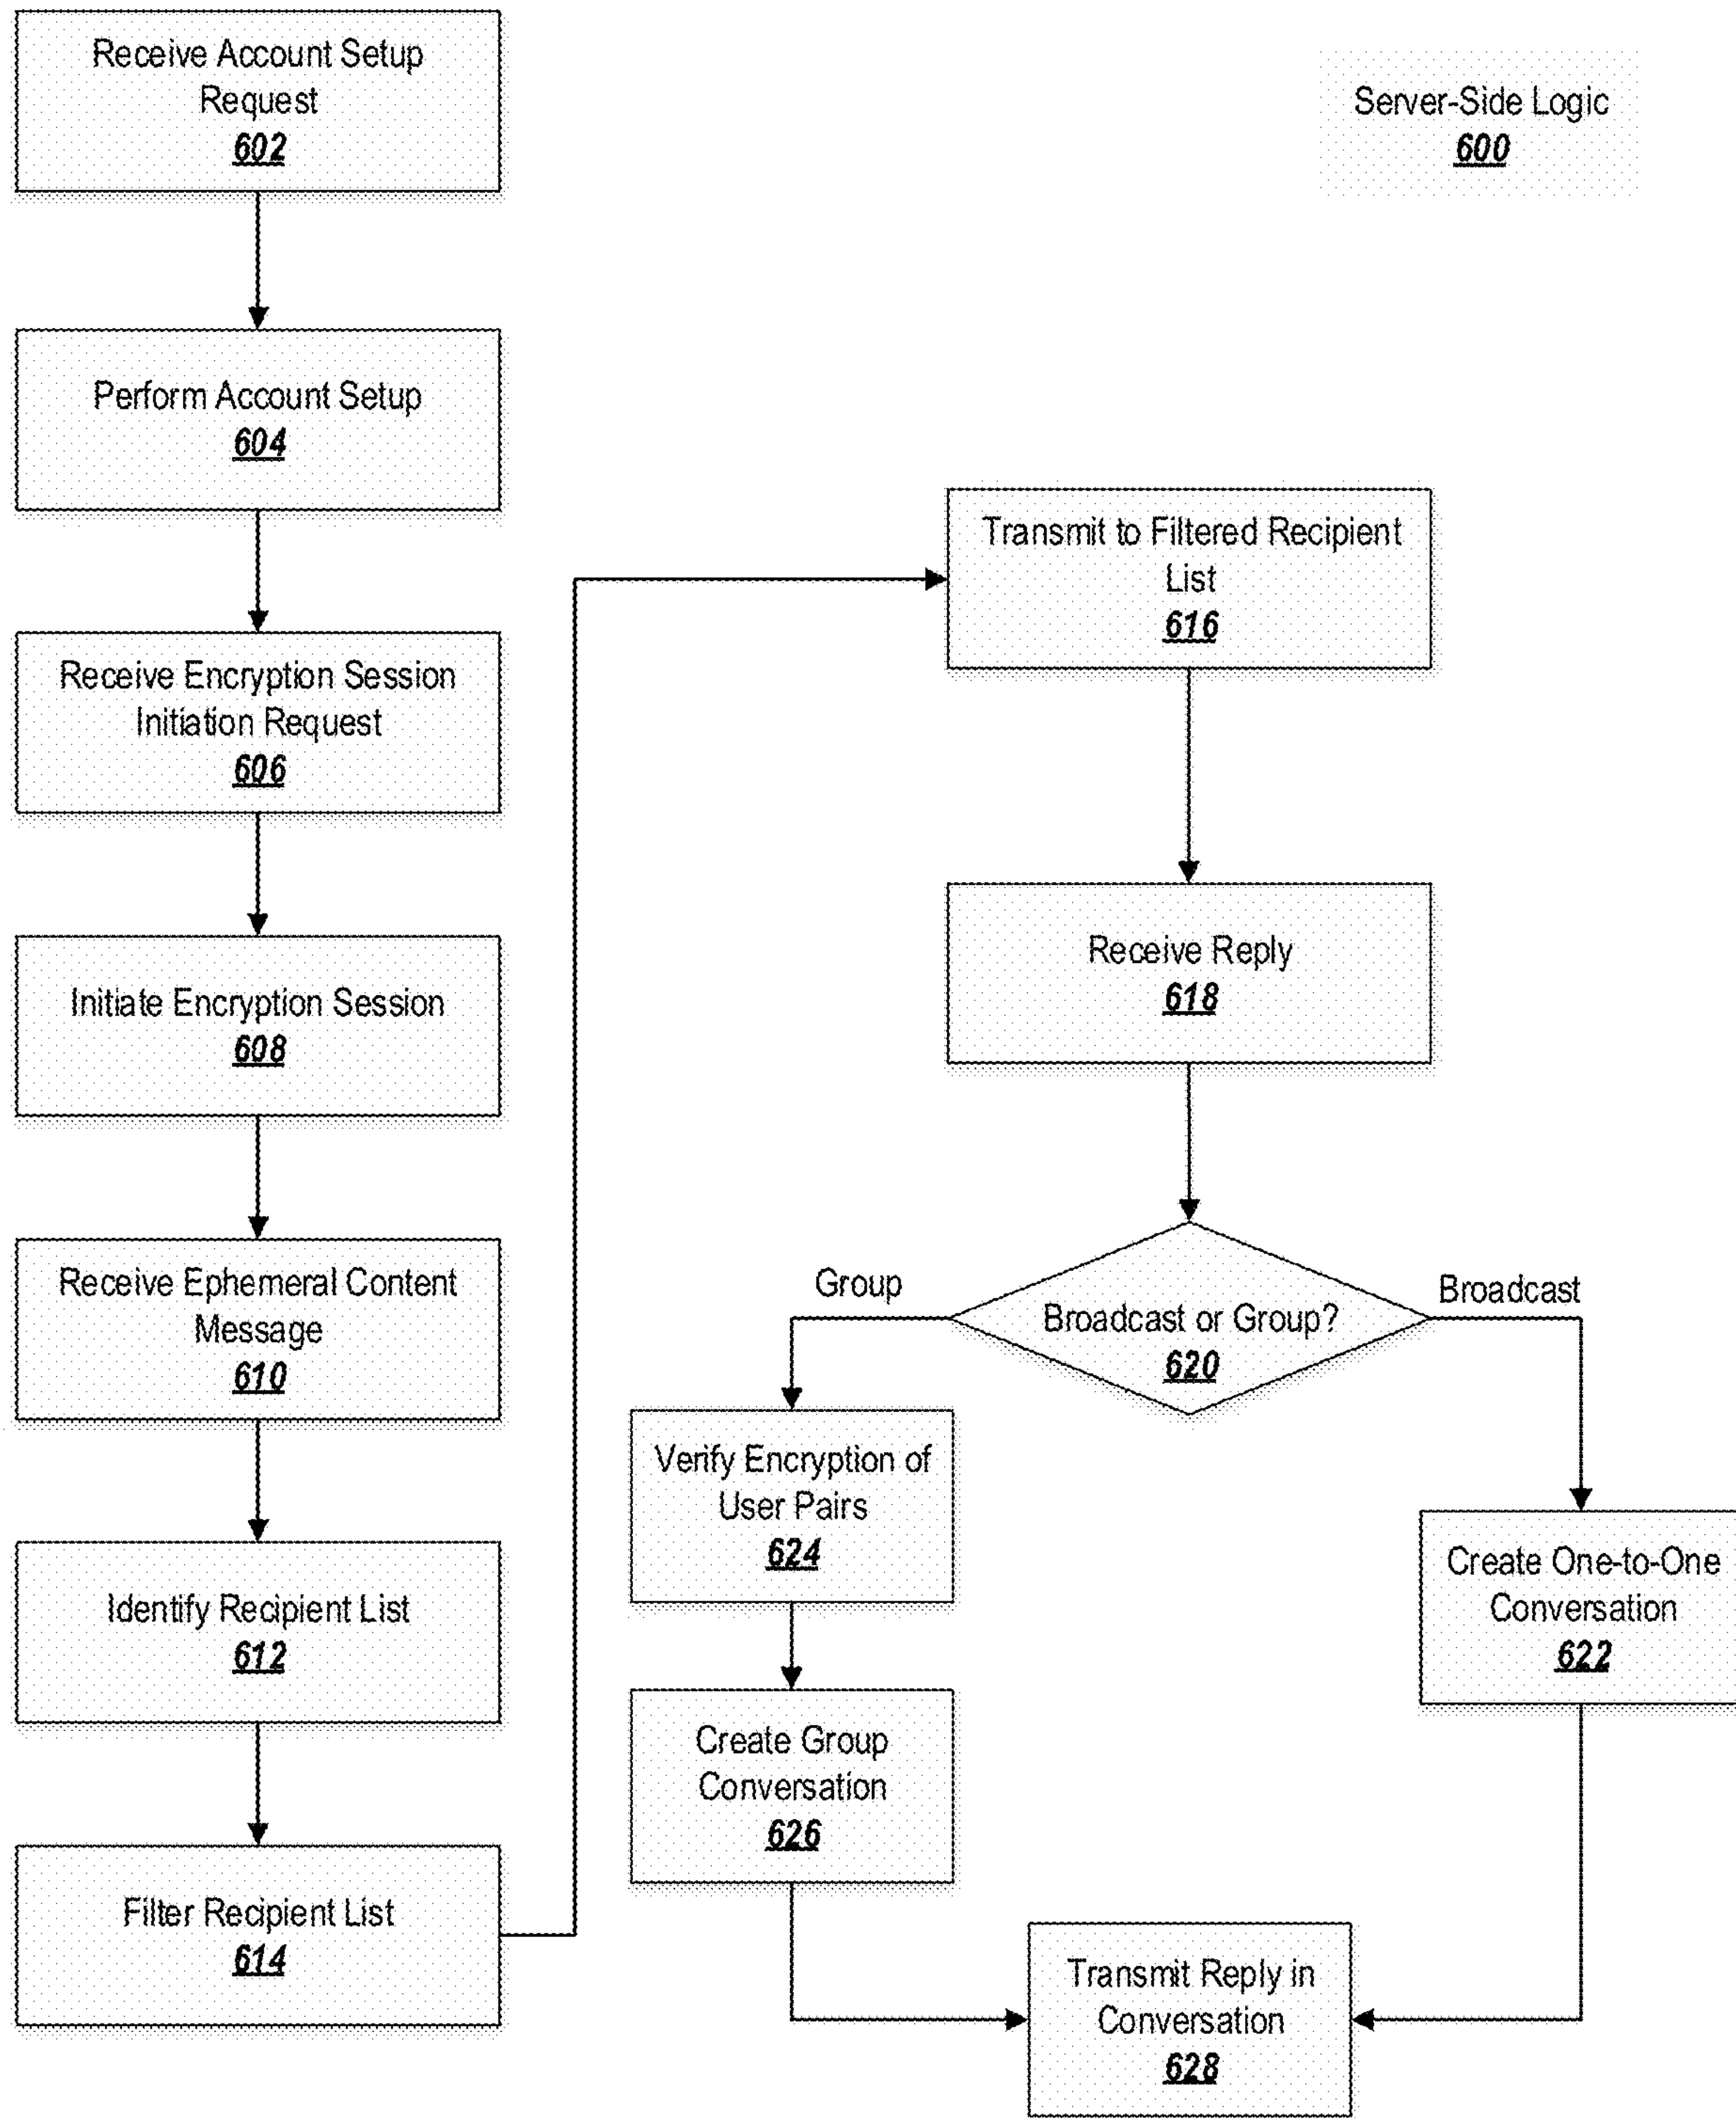 Receive Account Setup
Request
602
Server-Side Logic
600
Perform Account Setup
604
Receive Encryption Session
Initiation Request
606
Initiate Encryption Session
608
Receive Ephemeral Content
Message
610
Identify Recipient List
612
Filter Recipient List
614
Transmit to Filtered Recipient
List
616
Receive Reply
618
Broadcast or Group?
620
Group
Broadcast
Verify Encryption of
User Pairs
624
Create Group
Conversation
626
Create One-to-One
Conversation
622
Transmit Reply in
Conversation
628